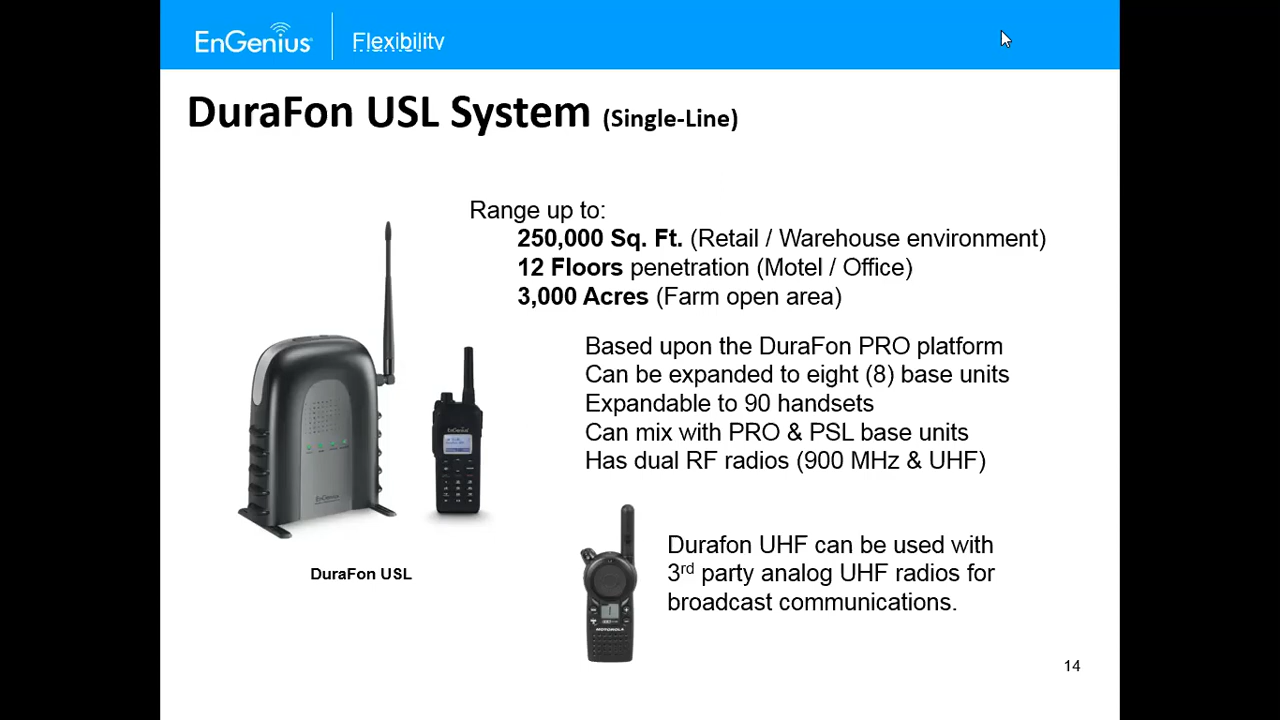 EnGenius Flexibility
DuraFon USL System (Single-Line)
Range up to:
250,000 Sq. Ft. (Retail / Warehouse environment)
12 Floors penetration (Motel / Office)
3,000 Acres (Farm open area)
Based upon the DuraFon PRO platform
Can be expanded to eight (8) base units
Expandable to 90 handsets
Can mix with PRO & PSL base units
Has dual RF radios (900 MHz & UHF)
EnGenius
EnGenius
DuraFon USL
Durafon UHF can be used with
3rd party analog UHF radios for
broadcast communications.
MOTOROLA
14